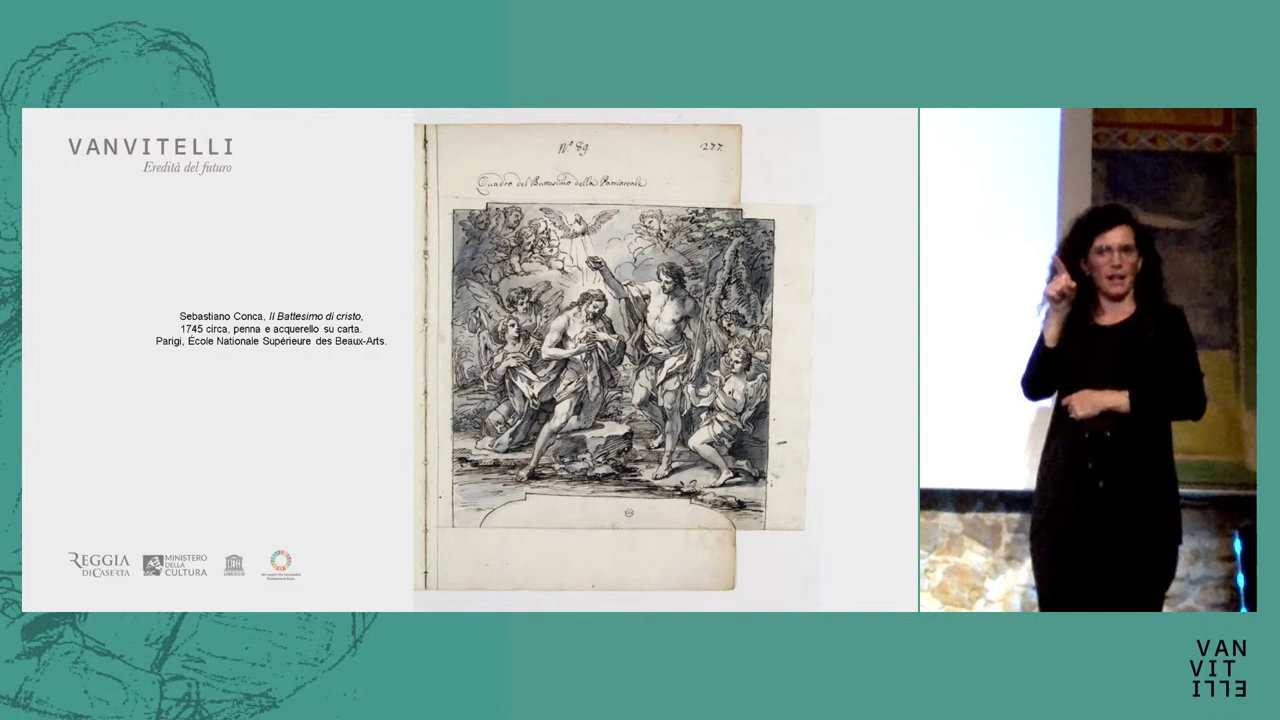 VANVITELLI
Eredità del futuro
N.º 89.
277.
Quadro del Battesimo della Patriarcale
Sebastiano Conca, Il Battesimo di cristo,
1745 circa, penna e acquerello su carta.
Parigi, École Nationale Supérieure des Beaux-Arts.
REGGIA
DI CASERTA
MINISTERO
DELLA
CULTURA
UNESCO
VAN
VIT
ELLI